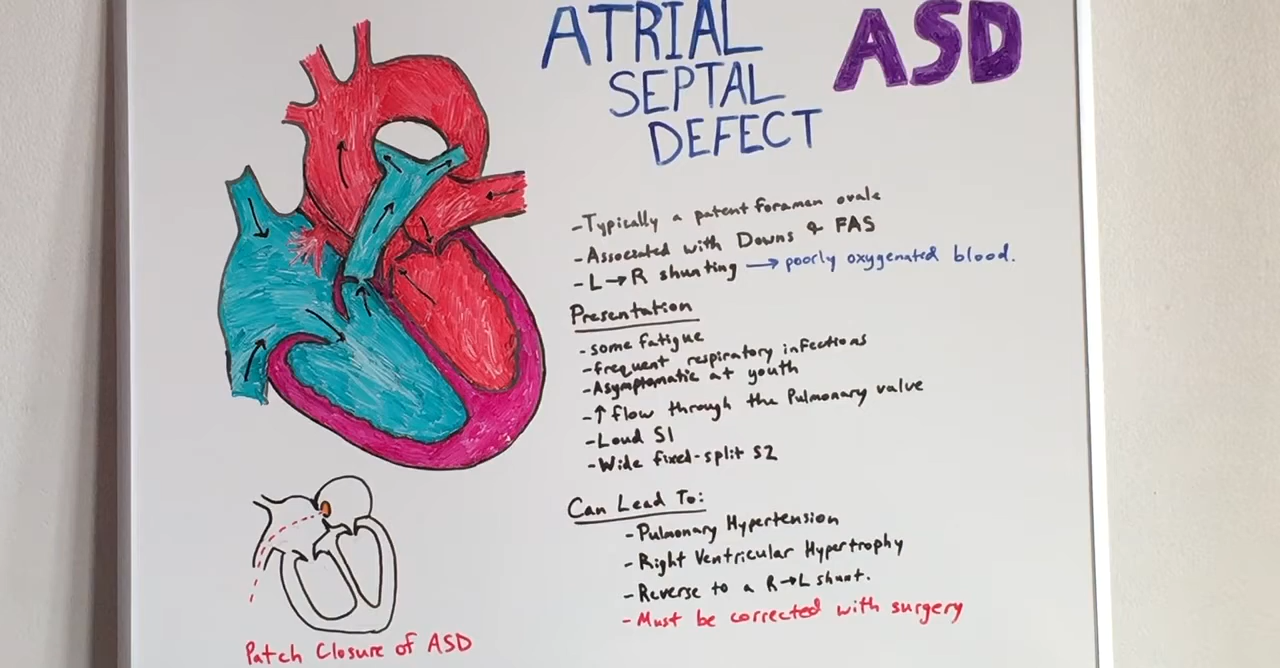 ATRIAL
SEPTAL
DEFECT
ASD
-Typically a patent foramen ovale
-Associated with Downs & FAS
-L→R shunting → poorly oxygenated blood.
Presentation
-some fatigue
-frequent respiratory infections
-Asymptomatic at youth
-↑ flow through the Pulmonary valve
-Loud S1
-Wide fixed-split S2
Can Lead To:
-Pulmonary Hypertension
-Right Ventricular Hypertrophy
-Reverse to a R→L shunt.
-Must be corrected with surgery
Patch Closure of ASD